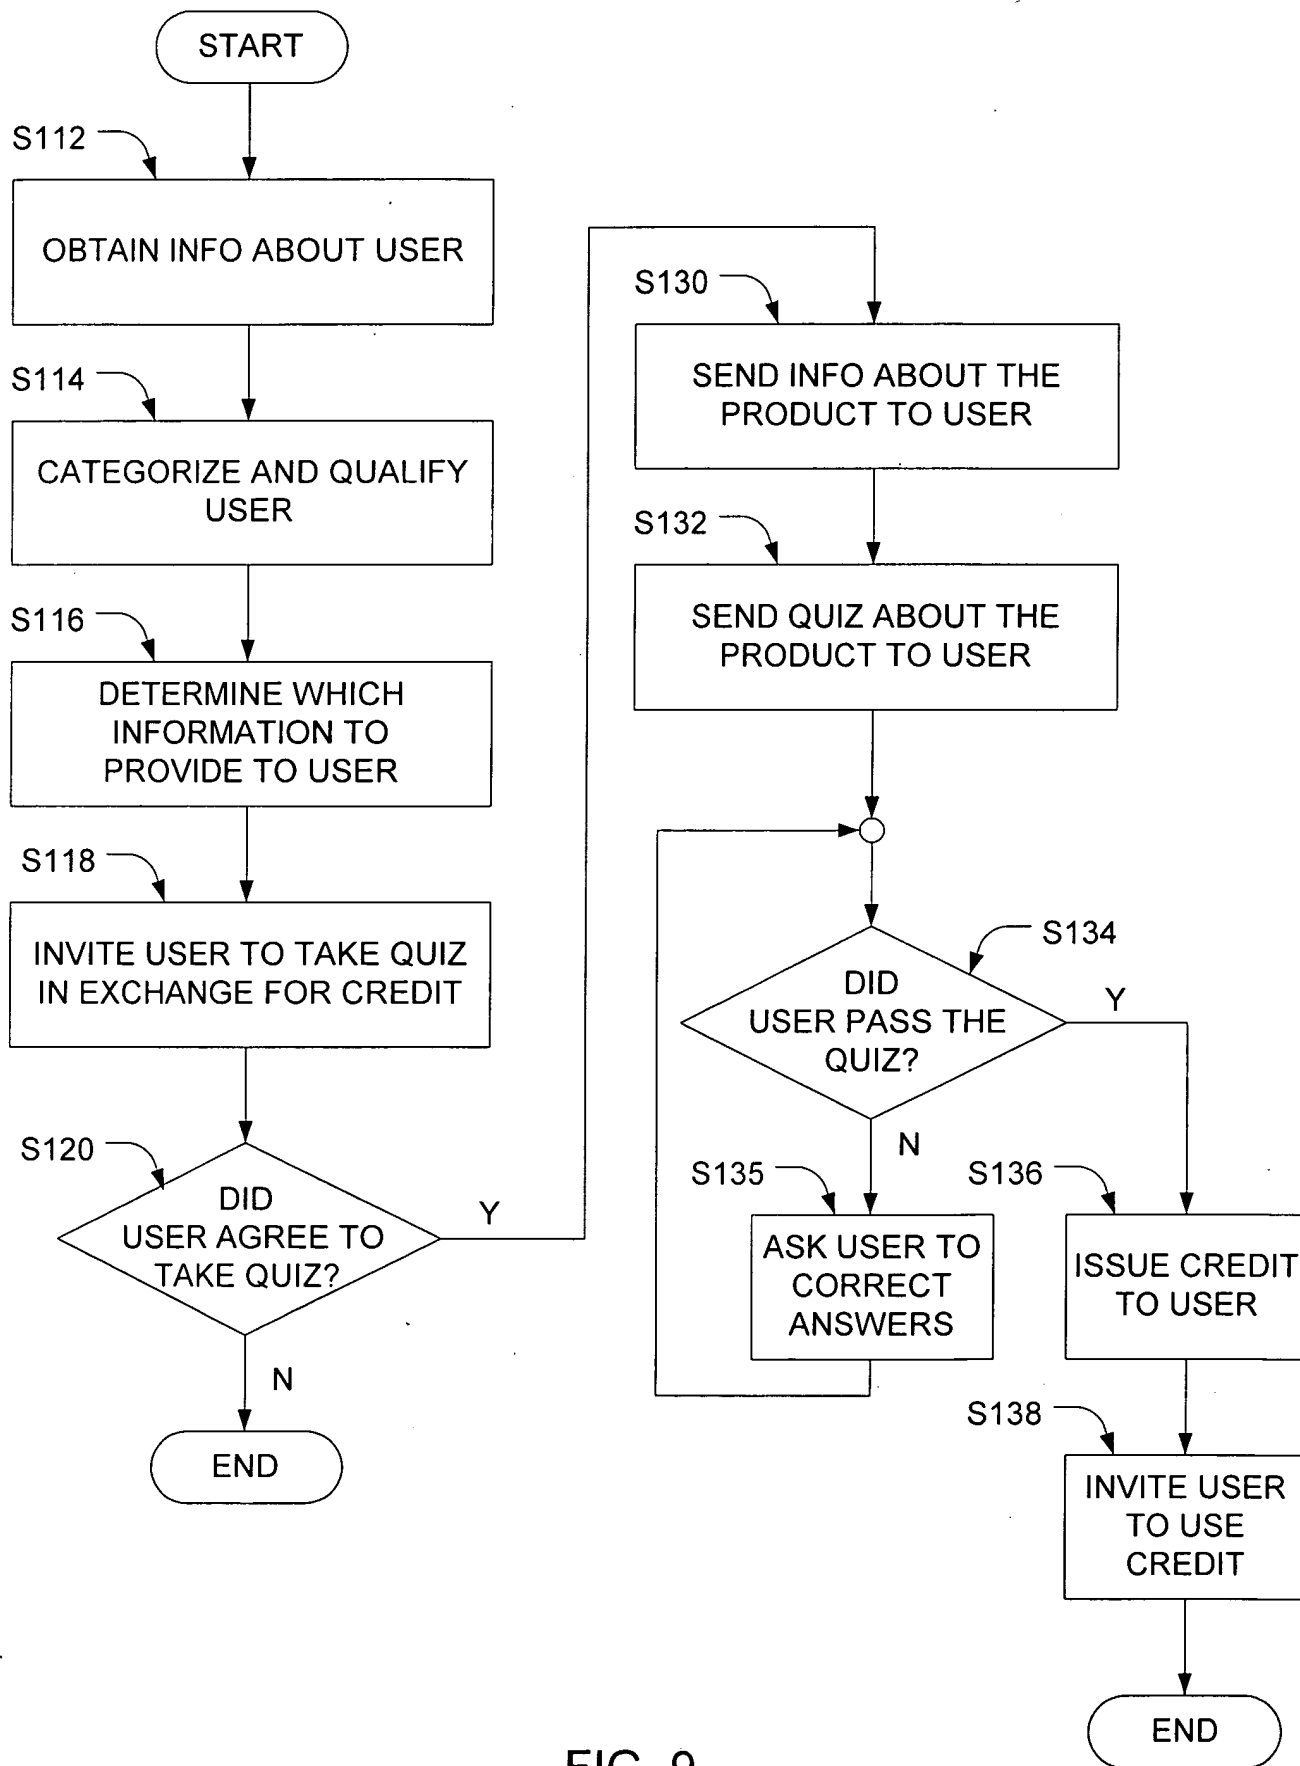 START
S112
OBTAIN INFO ABOUT USER
S114
CATEGORIZE AND QUALIFY
USER
S116
DETERMINE WHICH
INFORMATION TO
PROVIDE TO USER
S118
INVITE USER TO TAKE QUIZ
IN EXCHANGE FOR CREDIT
S120
DID
USER AGREE TO
TAKE QUIZ?
Y
N
END
S130
SEND INFO ABOUT THE
PRODUCT TO USER
S132
SEND QUIZ ABOUT THE
PRODUCT TO USER
S134
DID
USER PASS THE
QUIZ?
Y
N
S135
ASK USER TO
CORRECT
ANSWERS
S136
ISSUE CREDIT
TO USER
S138
INVITE USER
TO USE
CREDIT
END
FIG. 9